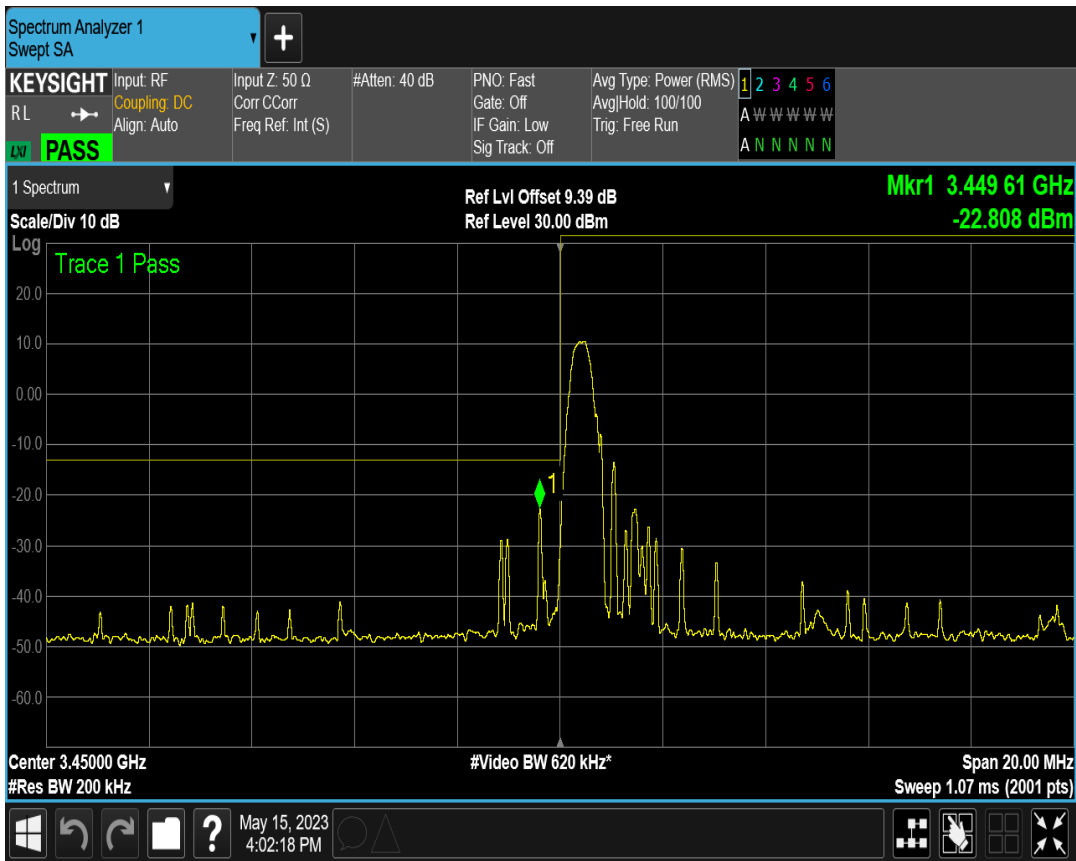 Spectrum Analyzer 1
Swept SA
+
KEYSIGHT
RL
LXI PASS
Input: RF
Coupling: DC
Align: Auto
Input Z: 50 Ω
Corr CCorr
Freq Ref: Int (S)
#Atten: 40 dB
PNO: Fast
Gate: Off
IF Gain: Low
Sig Track: Off
Avg Type: Power (RMS)
Avg|Hold: 100/100
Trig: Free Run
1 2 3 4 5 6
A W W W W W
A N N N N N
1 Spectrum
Scale/Div 10 dB
Ref Lvl Offset 9.39 dB
Ref Level 30.00 dBm
Mkr1 3.449 61 GHz
-22.808 dBm
Log
Trace 1 Pass
20.0
10.0
0.00
-10.0
-20.0
-30.0
-40.0
-50.0
-60.0
1
Center 3.45000 GHz
#Res BW 200 kHz
#Video BW 620 kHz*
Span 20.00 MHz
Sweep 1.07 ms (2001 pts)
?
May 15, 2023
4:02:18 PM